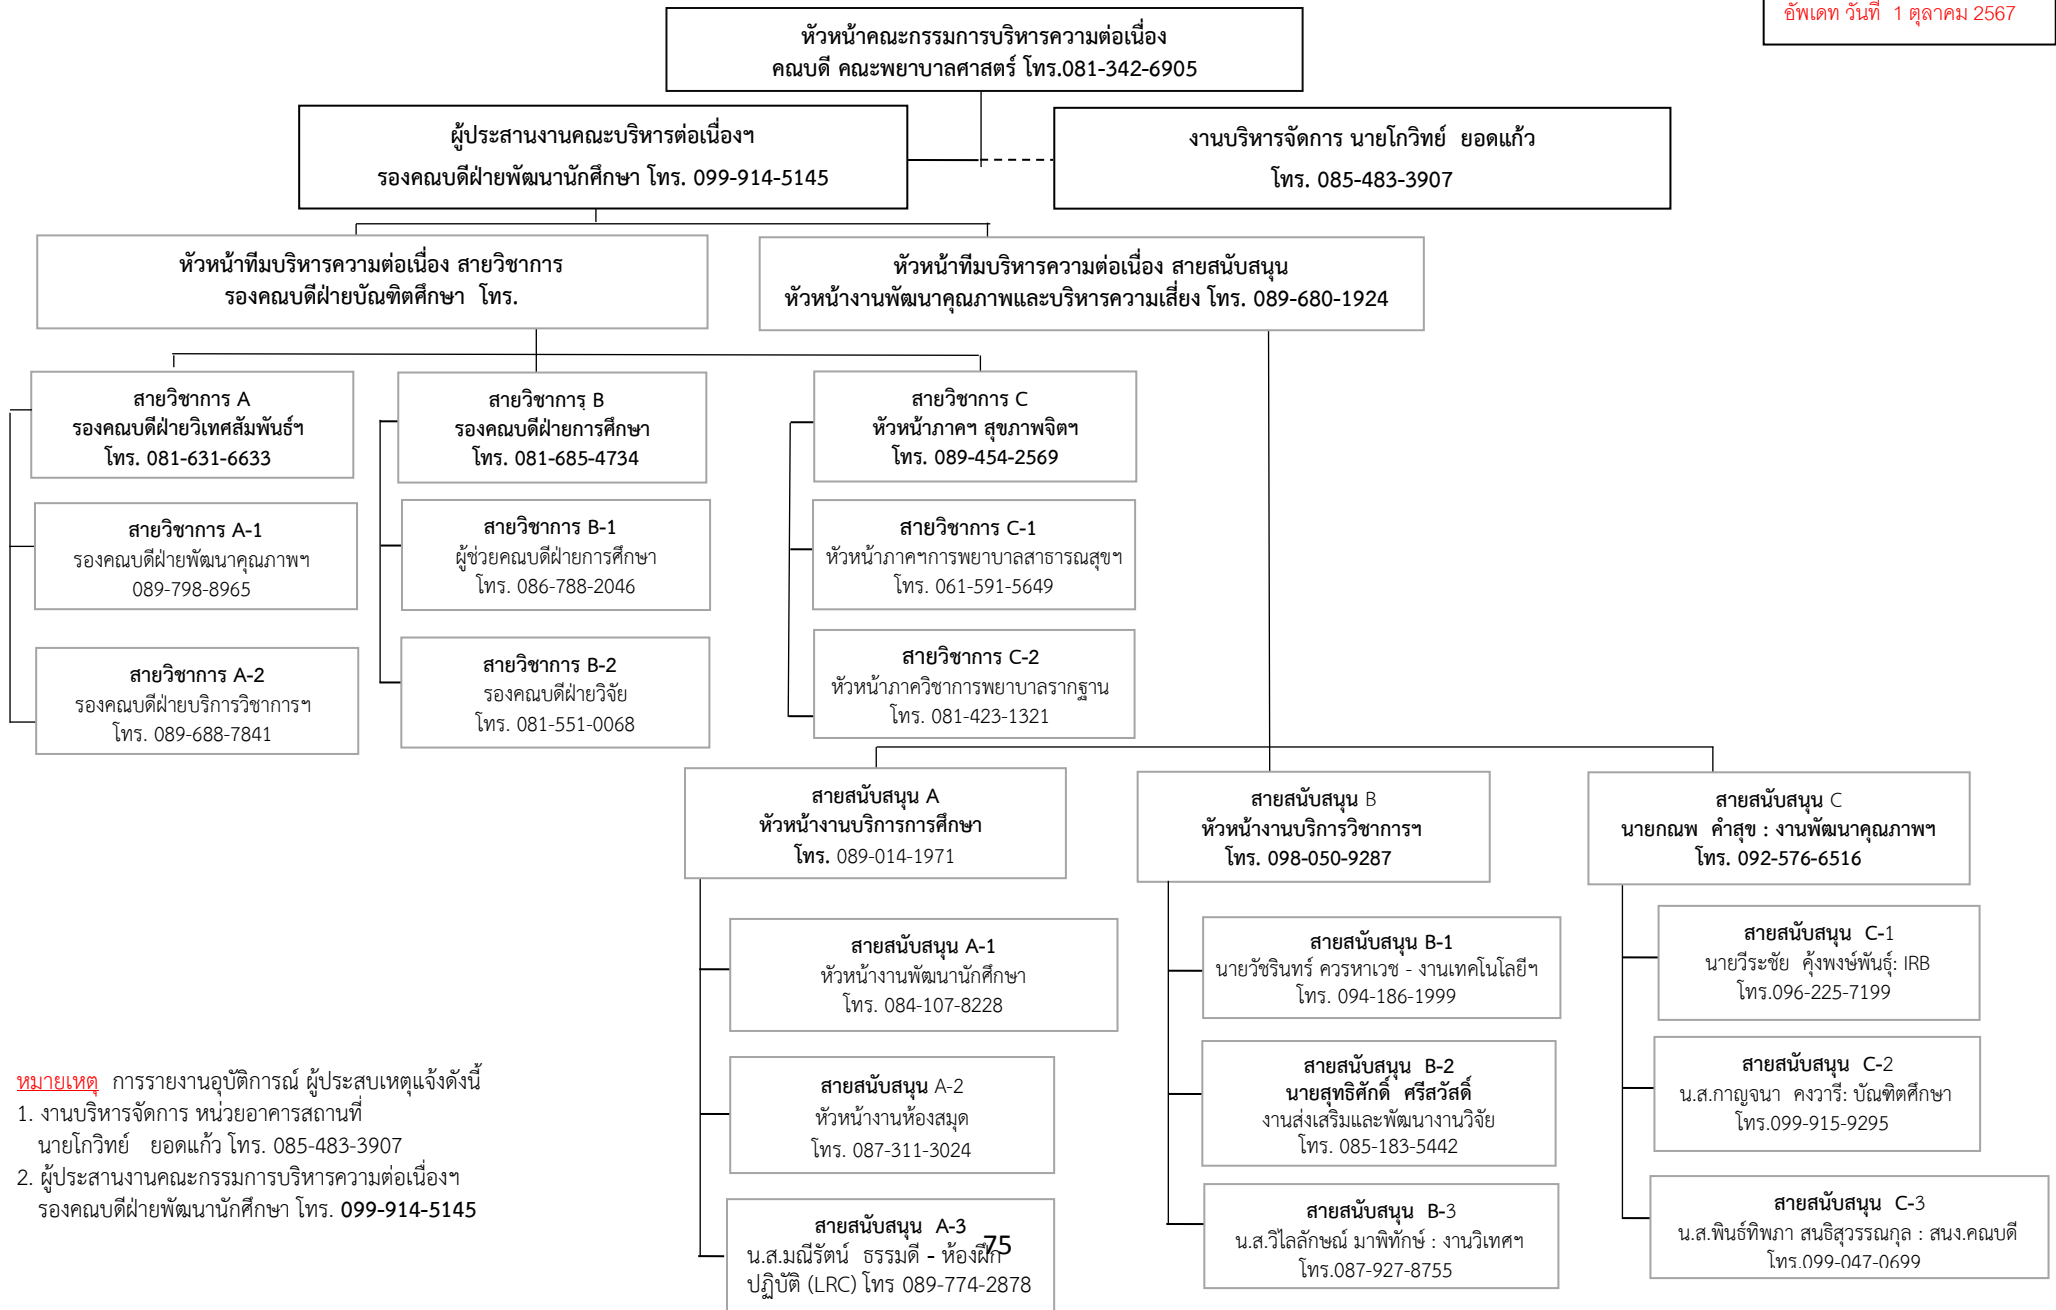 อัพเดท วันที่ 1 ตุลาคม 2567
หัวหน้าคณะกรรมการบริหารความต่อเนื่อง
คณบดี คณะพยาบาลศาสตร์ โทร.081-342-6905
ผู้ประสานงานคณะบริหารต่อเนื่องฯ
รองคณบดีฝ่ายพัฒนานักศึกษา โทร. 099-914-5145
งานบริหารจัดการ นายโกวิทย์ ยอดแก้ว
โทร. 085-483-3907
หัวหน้าทีมบริหารความต่อเนื่อง สายวิชาการ
รองคณบดีฝ่ายบัณฑิตศึกษา โทร.
หัวหน้าทีมบริหารความต่อเนื่อง สายสนับสนุน
หัวหน้างานพัฒนาคุณภาพและบริหารความเสี่ยง โทร. 089-680-1924
สายวิชาการ A
รองคณบดีฝ่ายวิเทศสัมพันธ์ฯ
โทร. 081-631-6633
สายวิชาการฺ B
รองคณบดีฝ่ายการศึกษา
โทร. 081-685-4734
สายวิชาการ C
หัวหน้าภาคฯ สุขภาพจิตฯ
โทร. 089-454-2569
สายวิชาการ A-1
รองคณบดีฝ่ายพัฒนาคุณภาพฯ
089-798-8965
สายวิชาการ B-1
ผู้ช่วยคณบดีฝ่ายการศึกษา
โทร. 086-788-2046
สายวิชาการ C-1
หัวหน้าภาคฯการพยาบาลสาธารณสุขฯ
โทร. 061-591-5649
สายวิชาการ A-2
รองคณบดีฝ่ายบริการวิชาการฯ
โทร. 089-688-7841
สายวิชาการ B-2
รองคณบดีฝ่ายวิจัย
โทร. 081-551-0068
สายวิชาการ C-2
หัวหน้าภาควิชาการพยาบาลรากฐาน
โทร. 081-423-1321
สายสนับสนุน A
หัวหน้างานบริการการศึกษา
โทร. 089-014-1971
สายสนับสนุน B
หัวหน้างานบริการวิชาการฯ
โทร. 098-050-9287
สายสนับสนุน C
นายกณพ คำสุข : งานพัฒนาคุณภาพฯ
โทร. 092-576-6516
สายสนับสนุน A-1
หัวหน้างานพัฒนานักศึกษา
โทร. 084-107-8228
สายสนับสนุน B-1
นายวัชรินทร์ ควรหาเวช - งานเทคโนโลยีฯ
โทร. 094-186-1999
สายสนับสนุน C-1
นายวีระชัย คุ้งพงษ์พันธุ์: IRB
โทร.096-225-7199
สายสนับสนุน A-2
หัวหน้างานห้องสมุด
โทร. 087-311-3024
สายสนับสนุน B-2
นายสุทธิศักดิ์ ศรีสวัสดิ์
งานส่งเสริมและพัฒนางานวิจัย
โทร. 085-183-5442
สายสนับสนุน C-2
น.ส.กาญจนา คงวารี: บัณฑิตศึกษา
โทร.099-915-9295
สายสนับสนุน A-3
น.ส.มณีรัตน์ ธรรมดี - ห้องฝึก
ปฏิบัติ (LRC) โทร 089-774-2878
สายสนับสนุน B-3
น.ส.วิไลลักษณ์ มาพิทักษ์ : งานวิเทศฯ
โทร.087-927-8755
สายสนับสนุน C-3
น.ส.พินธ์ทิพภา สนธิสุวรรณกุล : สนง.คณบดี
โทร.099-047-0699
หมายเหตุ การรายงานอุบัติการณ์ ผู้ประสบเหตุแจ้งดังนี้
1. งานบริหารจัดการ หน่วยอาคารสถานที่
นายโกวิทย์ ยอดแก้ว โทร. 085-483-3907
2. ผู้ประสานงานคณะกรรมการบริหารความต่อเนื่องฯ
รองคณบดีฝ่ายพัฒนานักศึกษา โทร. 099-914-5145
75